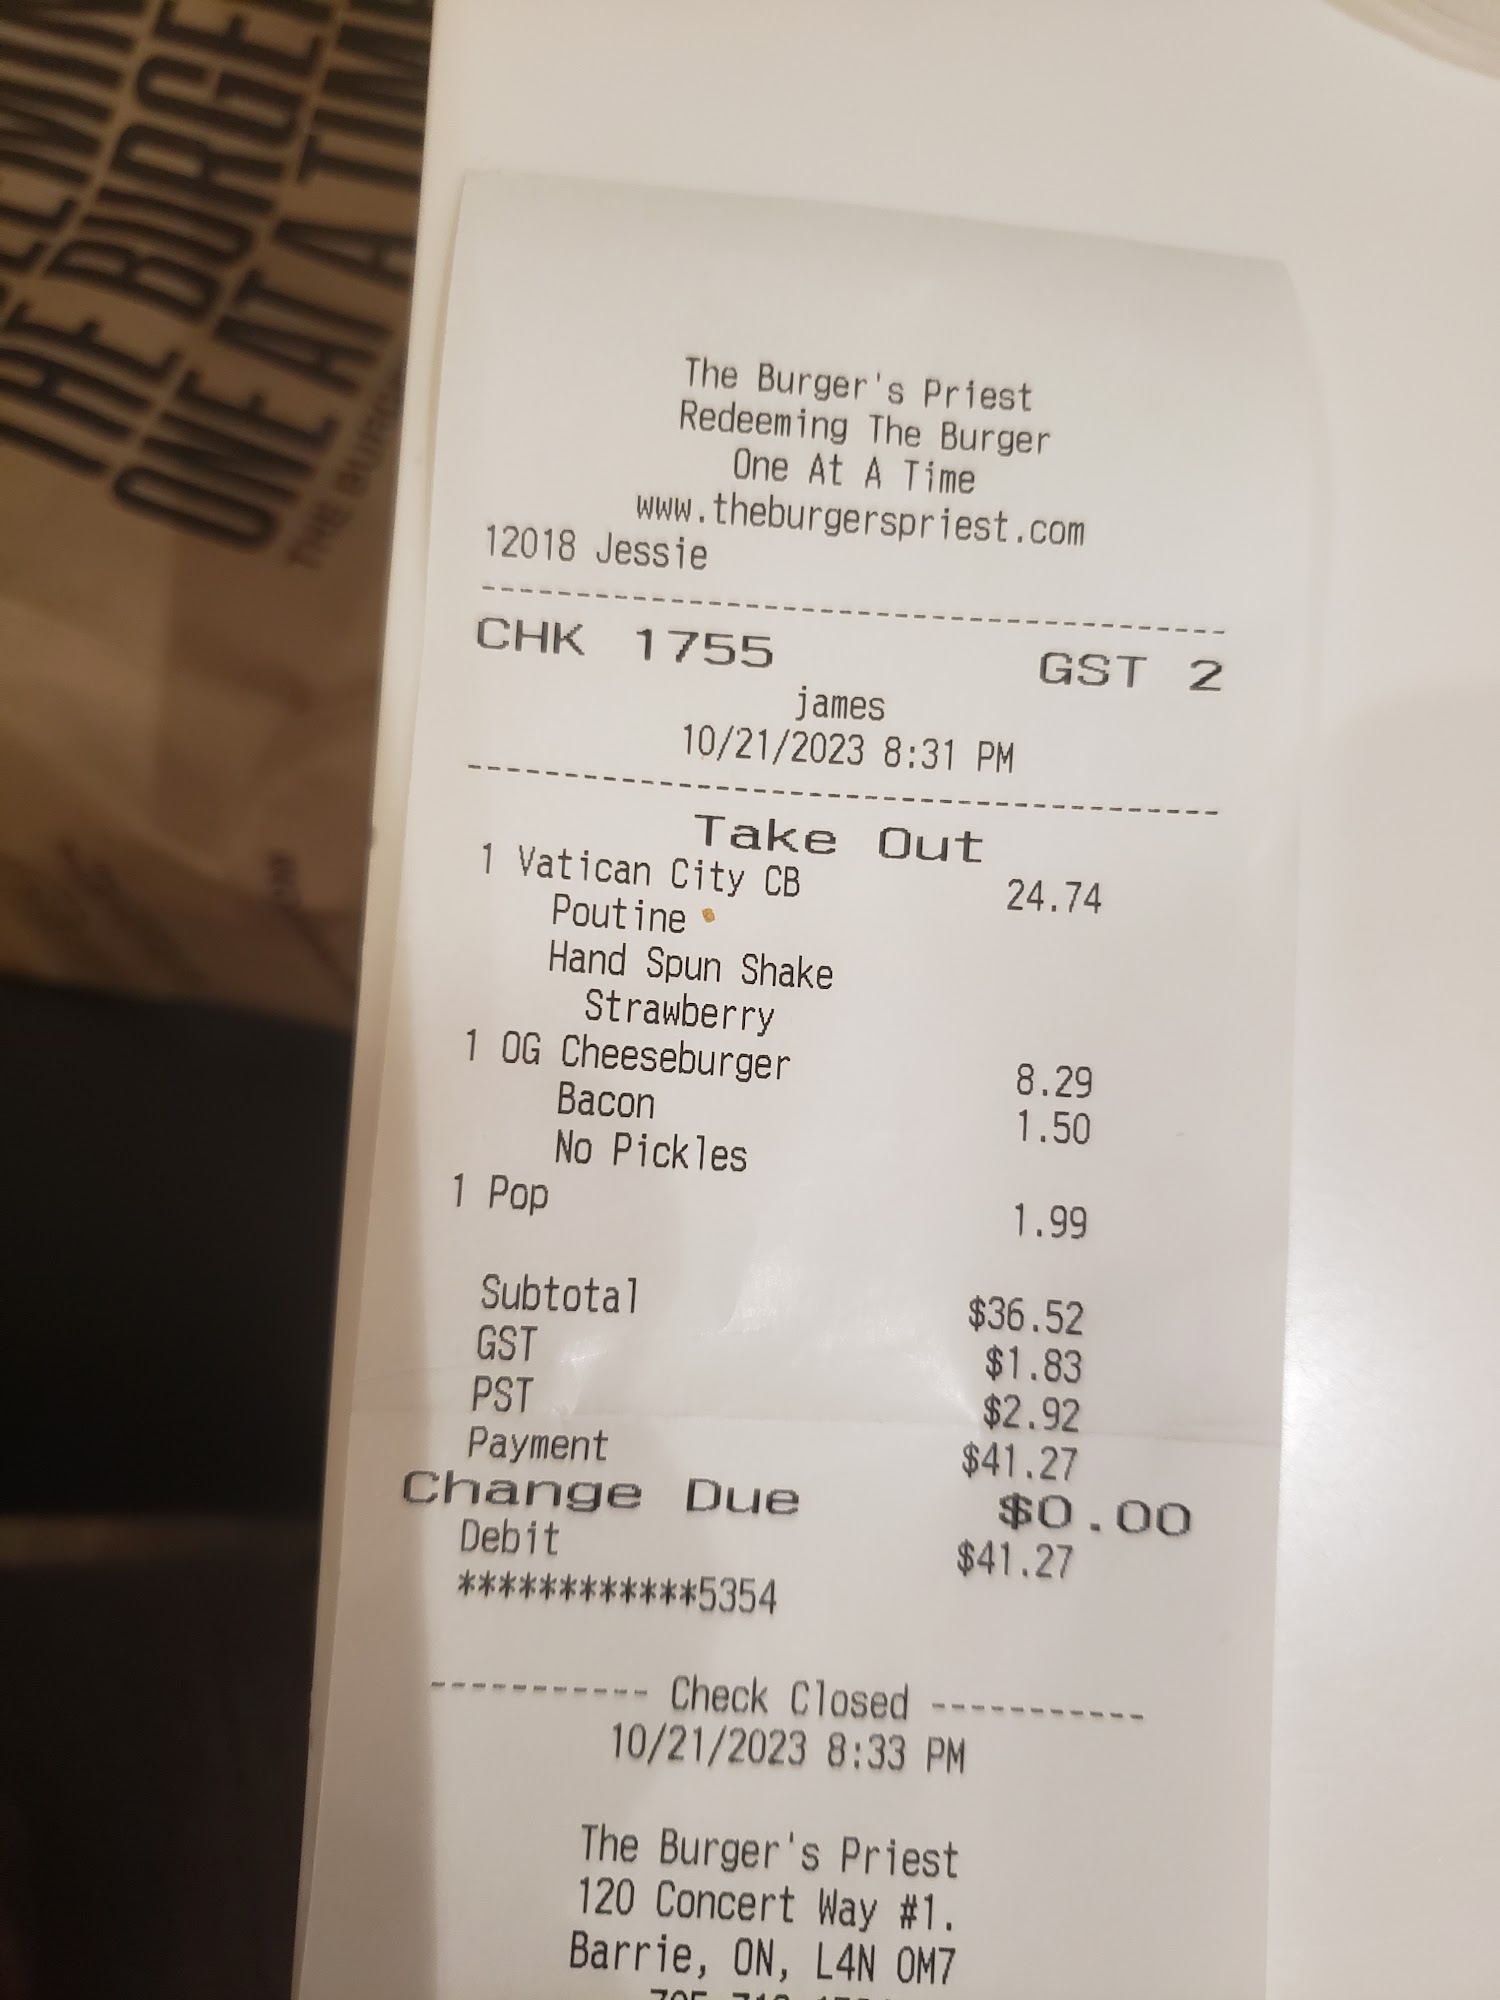 THE BURGER
ONE AT A TIME
THE BURGER
The Burger's Priest
Redeeming The Burger
One At A Time
www.theburgerspriest.com
12018 Jessie
----------------------------------------
CHK 1755 GST 2
james
10/21/2023 8:31 PM
----------------------------------------
Take Out
1 Vatican City CB 24.74
Poutine
Hand Spun Shake
Strawberry
1 OG Cheeseburger 8.29
Bacon 1.50
No Pickles
1 Pop 1.99
Subtotal $36.52
GST $1.83
PST $2.92
Payment $41.27
Change Due $0.00
Debit $41.27
************5354
----------- Check Closed -----------
10/21/2023 8:33 PM
The Burger's Priest
120 Concert Way #1.
Barrie, ON, L4N 0M7